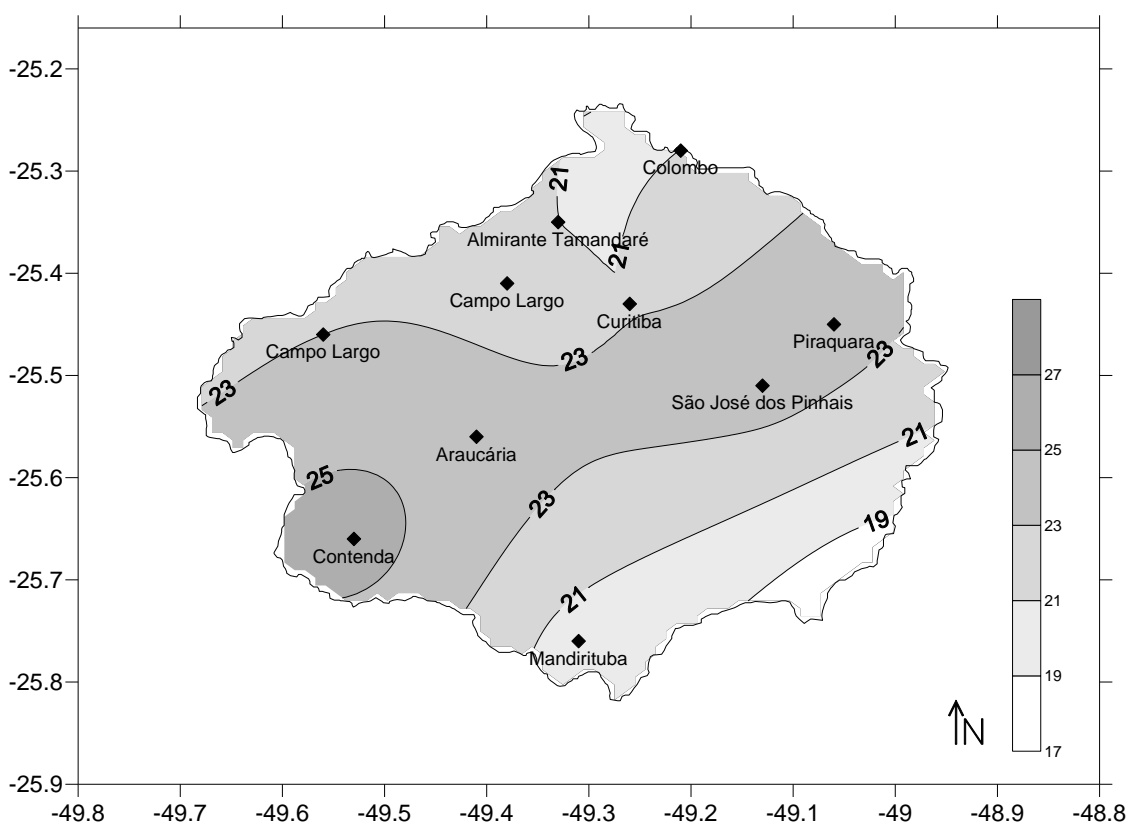 -25.2
Colombo
-25.3
21
Almirante Tamandaré
21
-25.4
Campo Largo
Curitiba
Piraquara
Campo Largo
23
23
27
-25.5
23
São José dos Pinhais
21
Araucária
25
25
-25.6
23
19
23
Contenda
-25.7
21
21
Mandirituba
19
-25.8
N
17
-25.9
-49.8 -49.7 -49.6 -49.5 -49.4 -49.3 -49.2 -49.1 -49 -48.9 -48.8